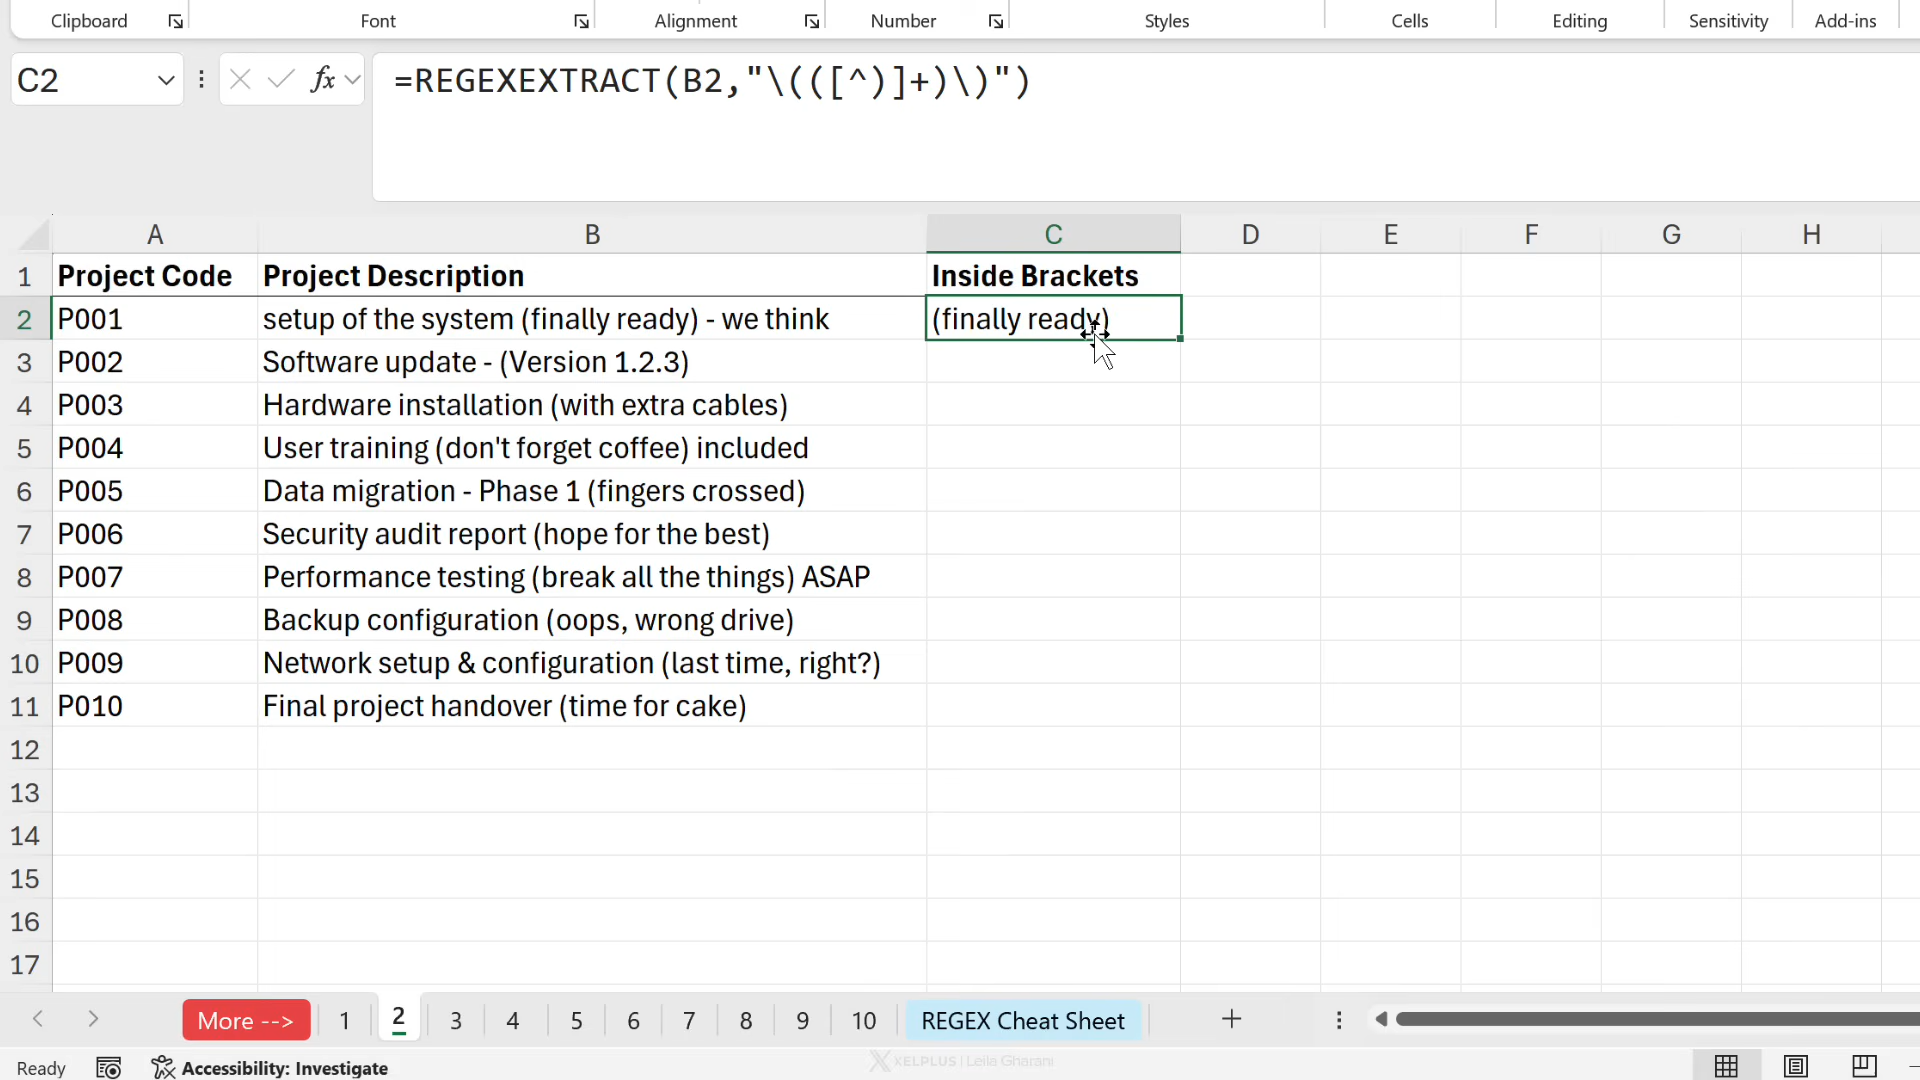 Clipboard Font Alignment Number Styles Cells Editing Sensitivity Add-ins
C2 fx =REGEXEXTRACT(B2,"\(([^)]+)\)")
A B C D E F G H
1 Project Code Project Description Inside Brackets
2 P001 setup of the system (finally ready) - we think (finally ready)
3 P002 Software update - (Version 1.2.3)
4 P003 Hardware installation (with extra cables)
5 P004 User training (don't forget coffee) included
6 P005 Data migration - Phase 1 (fingers crossed)
7 P006 Security audit report (hope for the best)
8 P007 Performance testing (break all the things) ASAP
9 P008 Backup configuration (oops, wrong drive)
10 P009 Network setup & configuration (last time, right?)
11 P010 Final project handover (time for cake)
12
13
14
15
16
17
More --> 1 2 3 4 5 6 7 8 9 10 REGEX Cheat Sheet
Ready Accessibility: Investigate XELPLUS | Leila Gharani